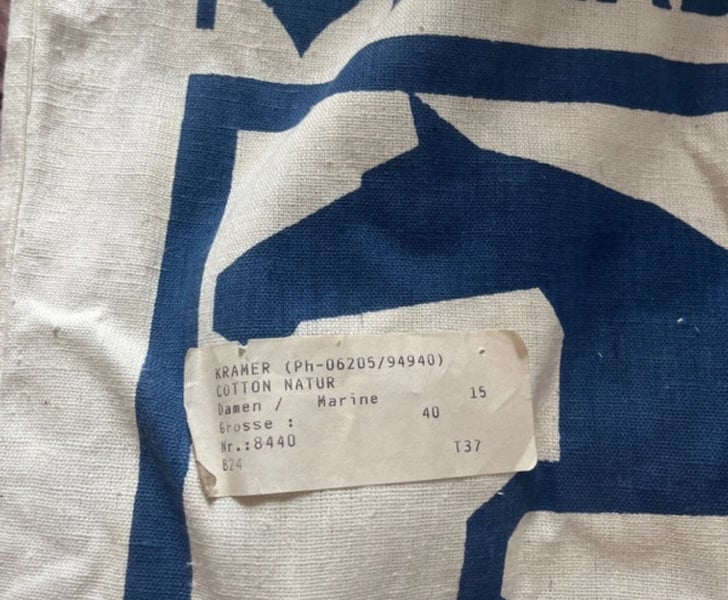 KRAMER (Ph-06205/94940)
COTTON NATUR
Damen / Marine 15
Grosse : 40
Nr.:8440
B24 T37